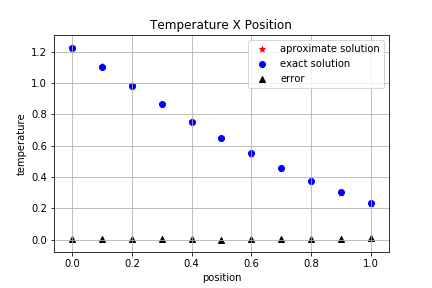 Temperature X Position
aproximate solution
exact solution
error
temperature
1.2
1.0
0.8
0.6
0.4
0.2
0.0
0.0 0.2 0.4 0.6 0.8 1.0
position